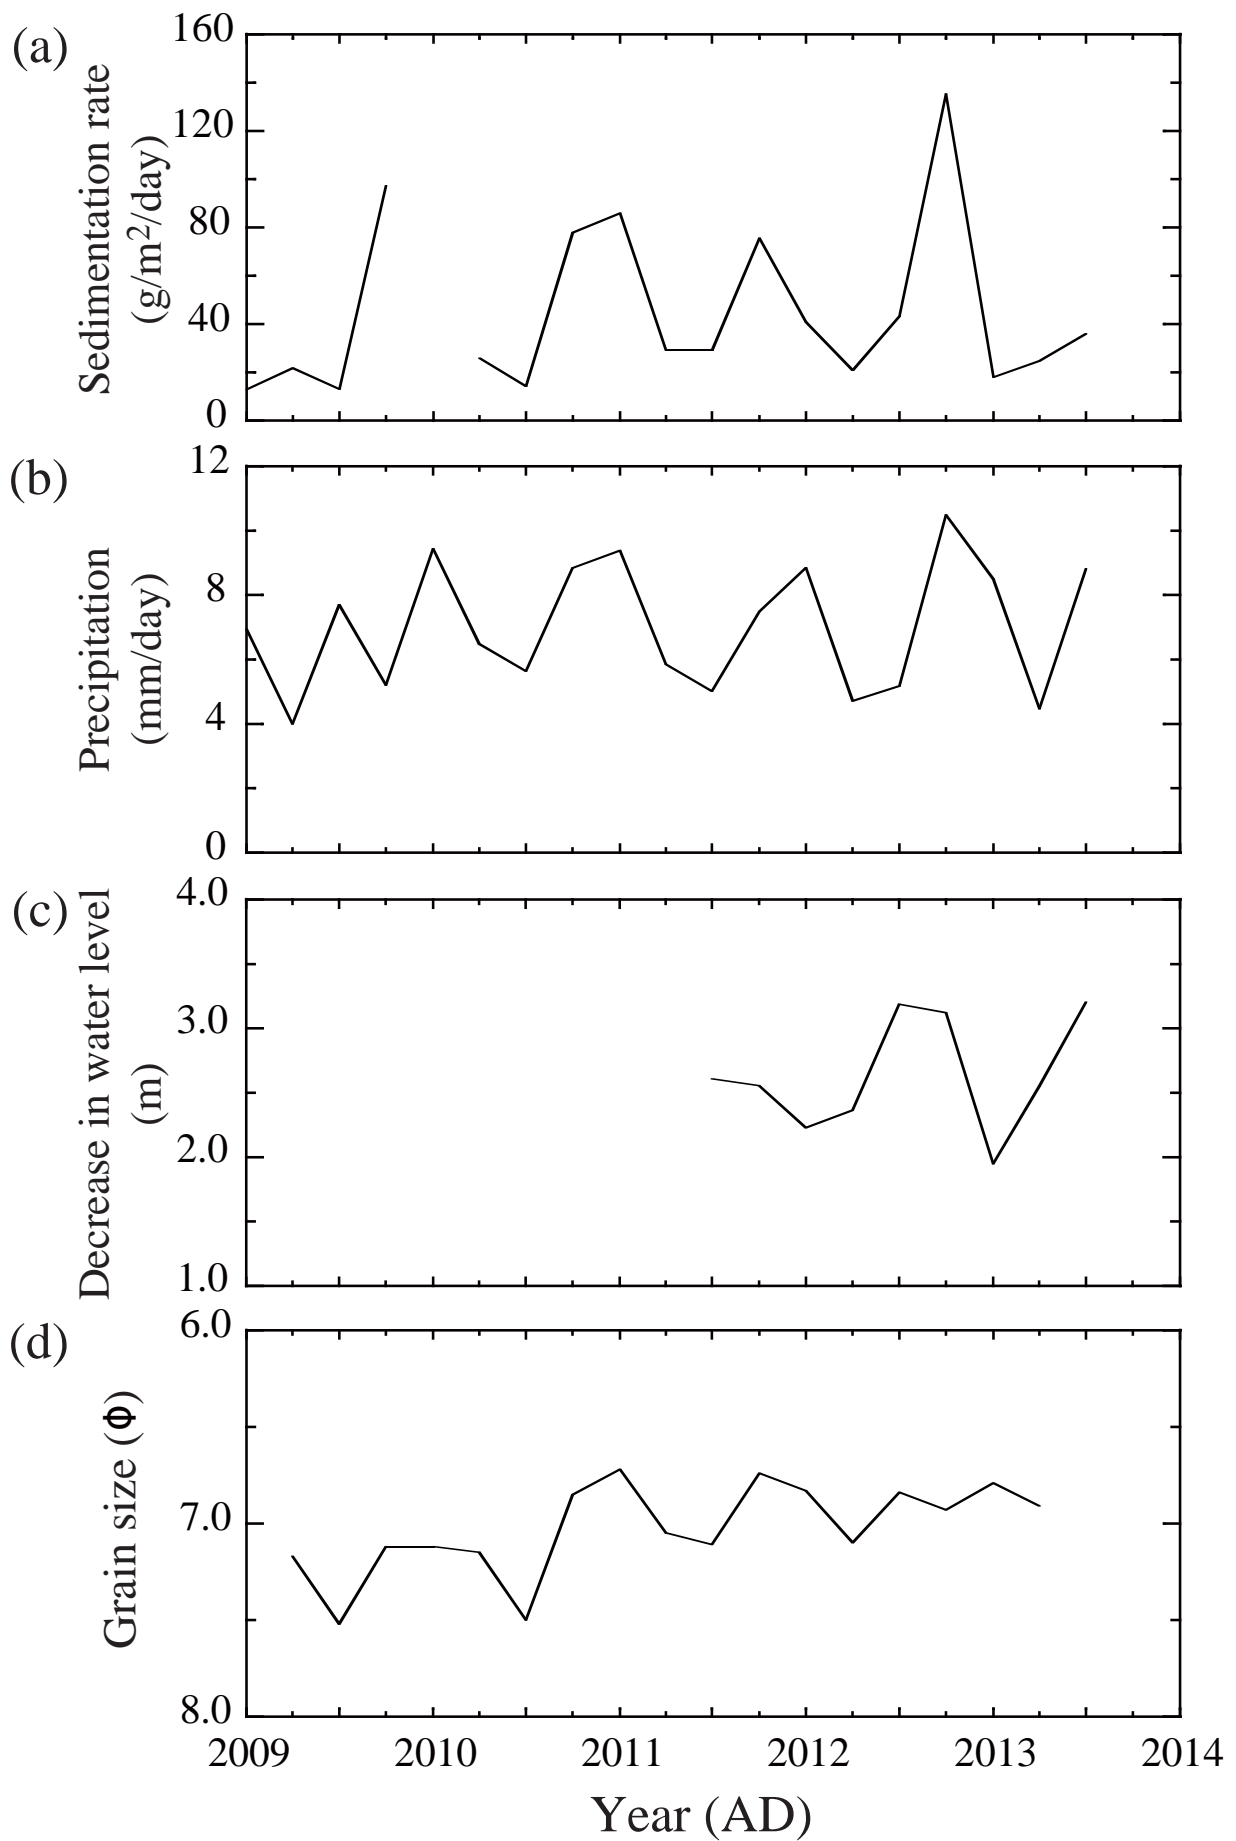 (a)
Sedimentation rate
(g/m²/day)
160
120
80
40
0
(b)
Precipitation
(mm/day)
12
8
4
0
(c)
Decrease in water level
(m)
4.0
3.0
2.0
1.0
(d)
Grain size (Φ)
6.0
7.0
8.0
2009 2010 2011 2012 2013 2014
Year (AD)